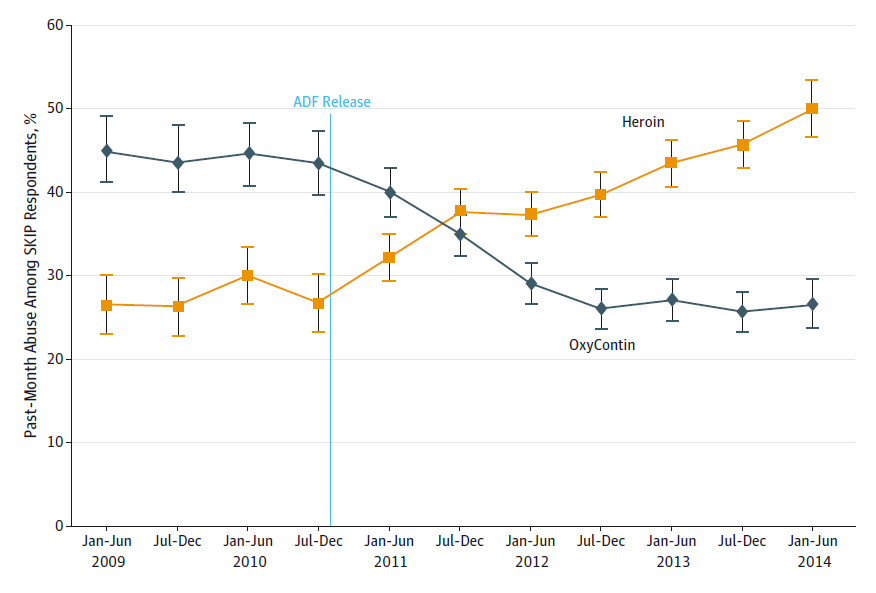 60
ADF Release
50
Heroin
40
30
OxyContin
20
10
0
Past-Month Abuse Among SKIP Respondents, %
Jan-Jun Jul-Dec Jan-Jun Jul-Dec Jan-Jun Jul-Dec Jan-Jun Jul-Dec Jan-Jun Jul-Dec Jan-Jun
2009 2010 2011 2012 2013 2014